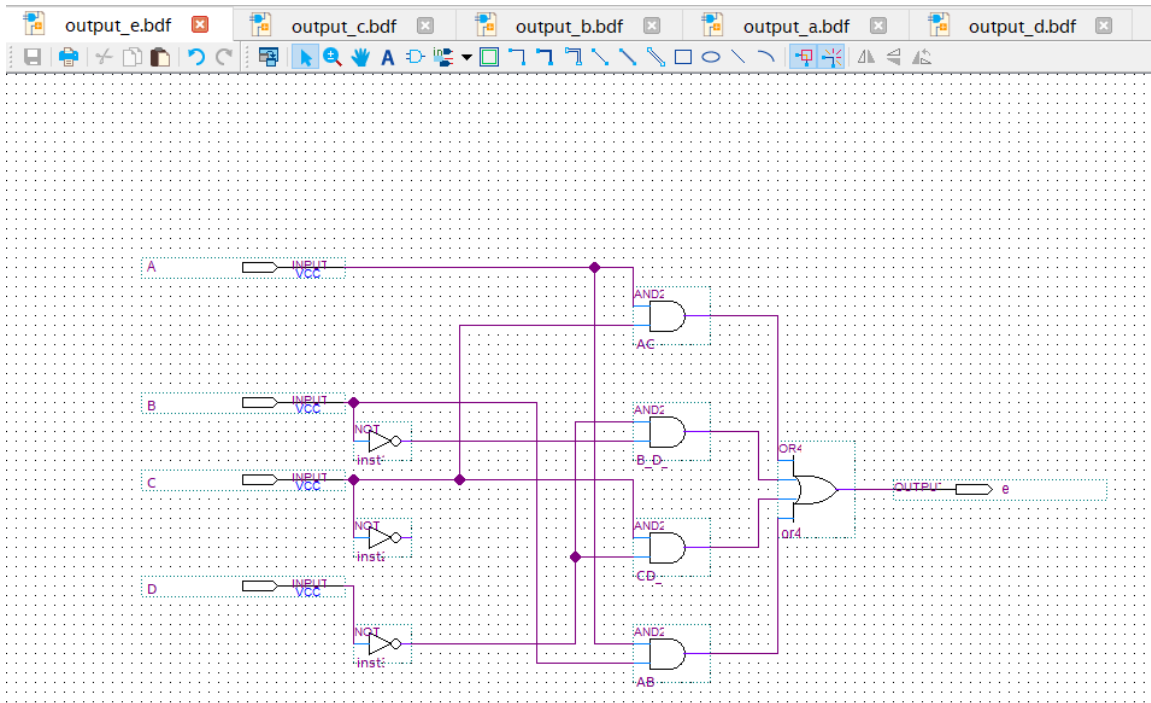 output_e.bdf output_c.bdf output_b.bdf output_a.bdf output_d.bdf
A
INPUT
VCC
AND2
AC
B
INPUT
VCC
AND2
NOT
inst
B_D_
OR4
C
INPUT
VCC
OUTPUT
e
NOT
AND2
or4
inst
CD_
D
INPUT
VCC
NOT
AND2
inst
AB